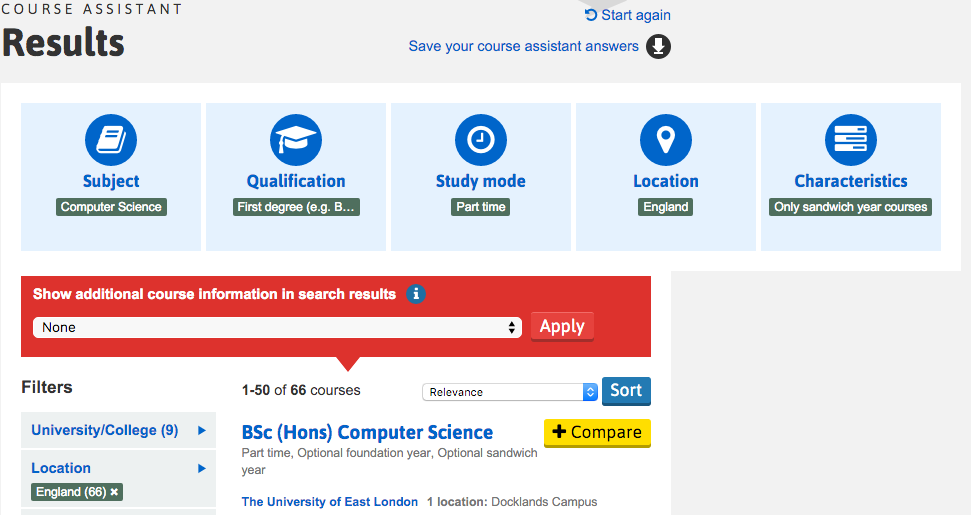 COURSE ASSISTANT
Results
Start again
Save your course assistant answers
Subject
Computer Science
Qualification
First degree (e.g. B...
Study mode
Part time
Location
England
Characteristics
Only sandwich year courses
Show additional course information in search results i
None
Apply
Filters
1-50 of 66 courses
Relevance
Sort
University/College (9)
Location
England (66) ×
BSc (Hons) Computer Science
+ Compare
Part time, Optional foundation year, Optional sandwich
year
The University of East London 1 location: Docklands Campus